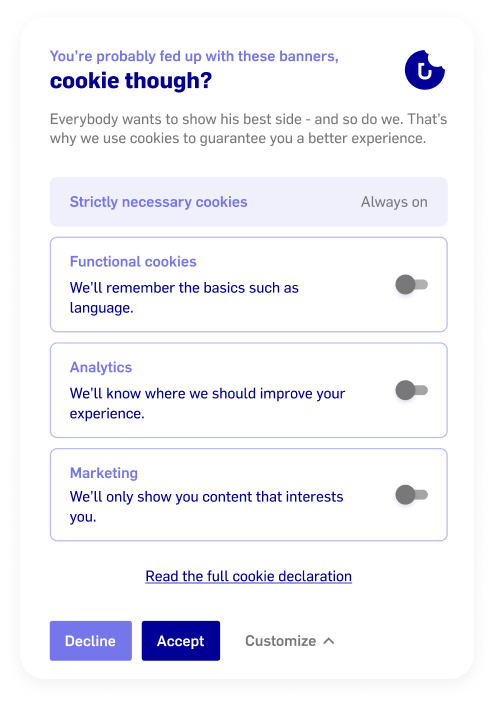 You're probably fed up with these banners,
cookie though?
Everybody wants to show his best side - and so do we. That's
why we use cookies to guarantee you a better experience.
Strictly necessary cookies Always on
Functional cookies
We'll remember the basics such as
language.
Analytics
We'll know where we should improve your
experience.
Marketing
We'll only show you content that interests
you.
Read the full cookie declaration
Decline Accept Customize